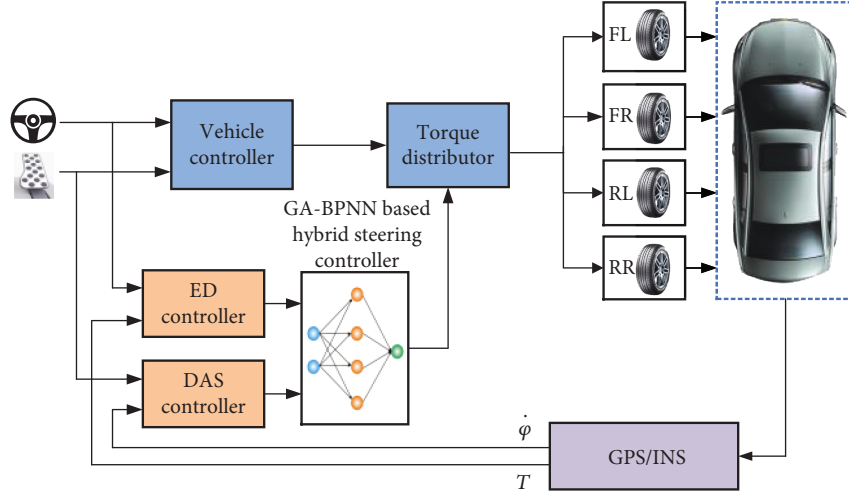 FL
FR
RL
RR
Vehicle
controller
Torque
distributor
GA-BPNN based
hybrid steering
controller
ED
controller
DAS
controller
φ̇
T
GPS/INS